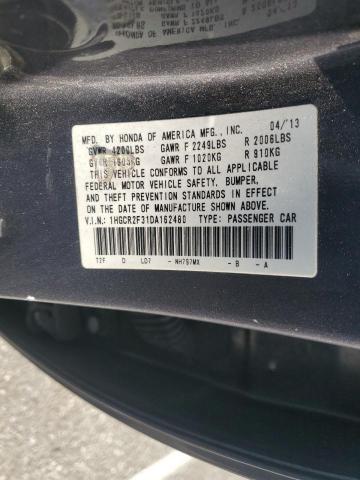 MFD. BY HONDA OF AMERICA MFG., INC. 04/13
GVWR 4200LBS GAWR F 2249LBS R 2006LBS
GAWR F 1020KG R 910KG
THIS VEHICLE CONFORMS TO ALL APPLICABLE
FEDERAL MOTOR VEHICLE SAFETY, BUMPER,
AND THEFT PREVENTION STANDARDS IN EFFECT
ON THE DATE OF MANUFACTURE SHOWN ABOVE.
V.I.N.: 1HGCR2F31DA162480 TYPE: PASSENGER CAR
T2F D LD7 - NH797MX - B - A